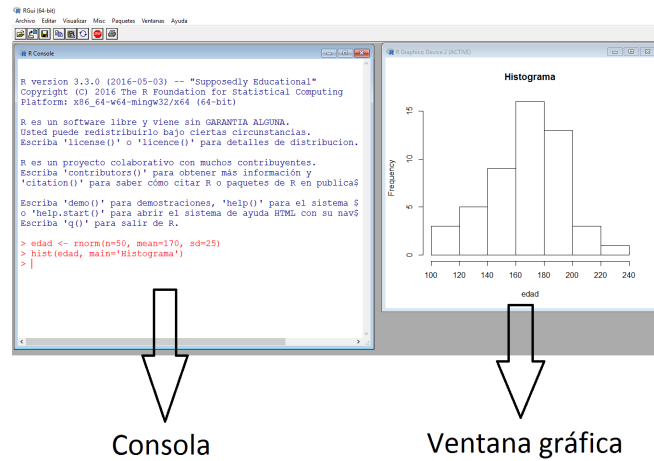 RGui (64-bit)
Archivo Editar Visualizar Misc Paquetes Ventanas Ayuda
R Console
R version 3.3.0 (2016-05-03) -- "Supposedly Educational"
Copyright (C) 2016 The R Foundation for Statistical Computing
Platform: x86_64-w64-mingw32/x64 (64-bit)
R es un software libre y viene sin GARANTIA ALGUNA.
Usted puede redistribuirlo bajo ciertas circunstancias.
Escriba 'license()' o 'licence()' para detalles de distribucion.
R es un proyecto colaborativo con muchos contribuyentes.
Escriba 'contributors()' para obtener más información y
'citation()' para saber cómo citar R o paquetes de R en publica$
Escriba 'demo()' para demostraciones, 'help()' para el sistema $
o 'help.start()' para abrir el sistema de ayuda HTML con su nav$
Escriba 'q()' para salir de R.
> edad <- rnorm(n=50, mean=170, sd=25)
> hist(edad, main='Histograma')
>
R Graphics: Device 2 (ACTIVE)
Histograma
Frequency
15
10
5
0
100 120 140 160 180 200 220 240
edad
Consola
Ventana gráfica